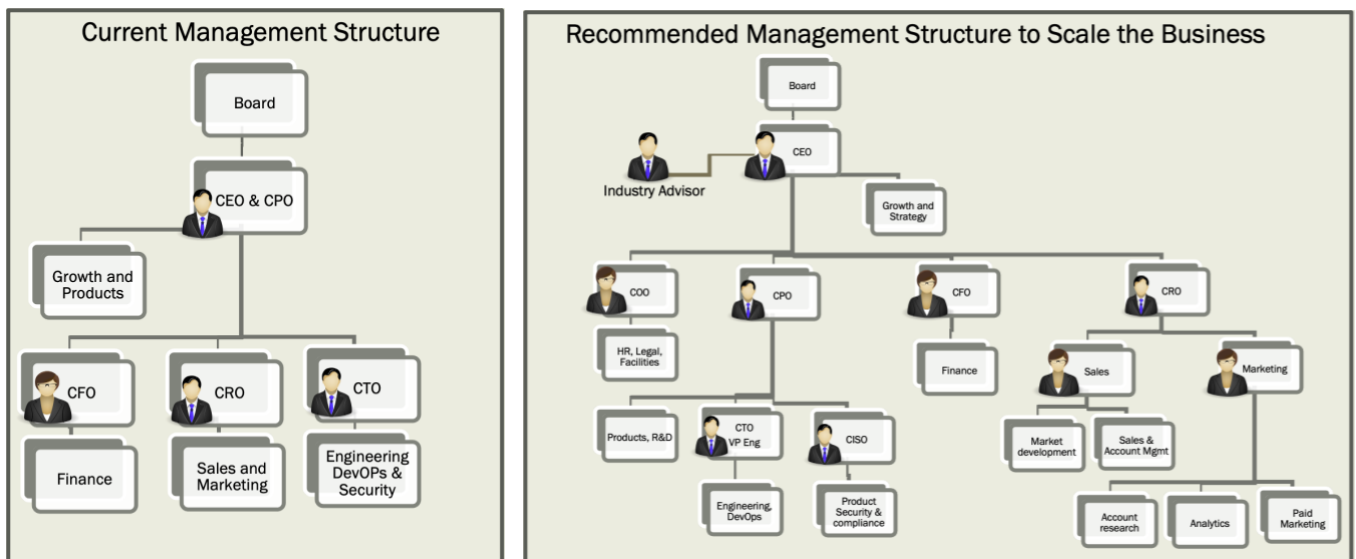 Current Management Structure
Board
CEO & CPO
Growth and
Products
CFO
CRO
CTO
Finance
Sales and
Marketing
Engineering
DevOPs &
Security
Recommended Management Structure to Scale the Business
Board
CEO
Industry Advisor
Growth and
Strategy
COO
CPO
CFO
CRO
HR, Legal,
Facilities
Finance
Sales
Marketing
Products, R&D
CTO
VP Eng
CISO
Market
development
Sales &
Account Mgmt
Engineering,
DevOps
Product
Security &
compliance
Account
research
Analytics
Paid
Marketing